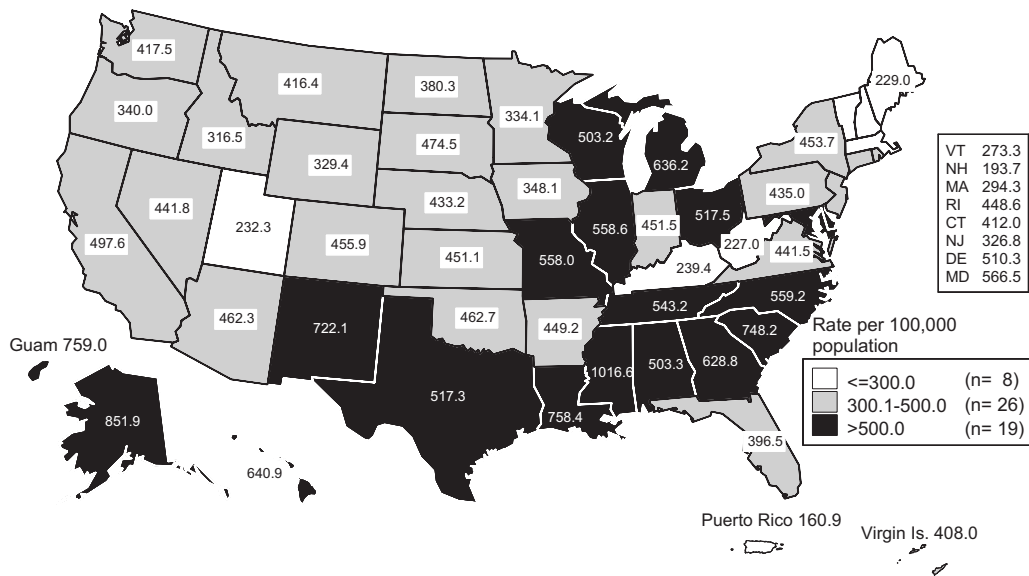 417.5
416.4
380.3
334.1
229.0
340.0
316.5
474.5
503.2
636.2
453.7
329.4
348.1
435.0
VT 273.3
NH 193.7
MA 294.3
RI 448.6
CT 412.0
NJ 326.8
DE 510.3
MD 566.5
441.8
232.3
433.2
497.6
455.9
451.1
558.0
558.6
451.5
517.5
227.0
441.5
239.4
462.3
722.1
462.7
449.2
543.2
559.2
748.2
1016.6
503.3
628.8
517.3
758.4
396.5
Rate per 100,000
population
<=300.0 (n= 8)
300.1-500.0 (n= 26)
>500.0 (n= 19)
Guam 759.0
851.9
640.9
Puerto Rico 160.9
Virgin Is. 408.0